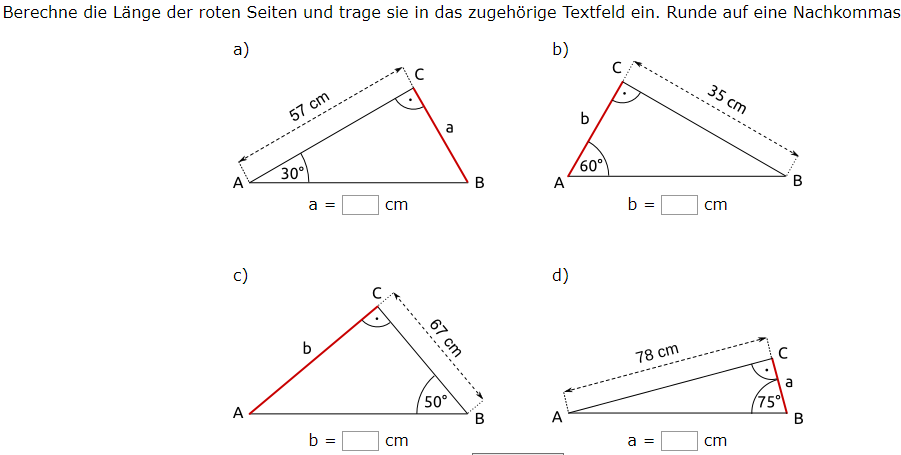 Berechne die Länge der roten Seiten und trage sie in das zugehörige Textfeld ein. Runde auf eine Nachkommas
a)
b)
C
57 cm
a
30°
A
B
a = cm
C
35 cm
b
60°
A
B
b = cm
c)
d)
C
67 cm
b
50°
A
B
b = cm
78 cm
C
a
75°
A
B
a = cm